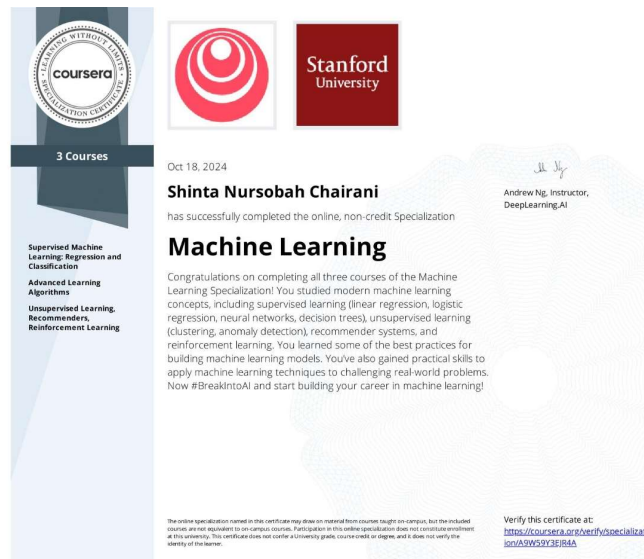 LEARNING WITHOUT LIMITS
coursera
SPECIALIZATION CERTIFICATE
3 Courses
Supervised Machine
Learning: Regression and
Classification
Advanced Learning
Algorithms
Unsupervised Learning,
Recommenders,
Reinforcement Learning
Stanford
University
Oct 18, 2024
Shinta Nursobah Chairani
has successfully completed the online, non-credit Specialization
Machine Learning
Congratulations on completing all three courses of the Machine
Learning Specialization! You studied modern machine learning
concepts, including supervised learning (linear regression, logistic
regression, neural networks, decision trees), unsupervised learning
(clustering, anomaly detection), recommender systems, and
reinforcement learning. You learned some of the best practices for
building machine learning models. You've also gained practical skills to
apply machine learning techniques to challenging real-world problems.
Now #BreakIntoAI and start building your career in machine learning!
Andrew Ng, Instructor,
DeepLearning.AI
The online specialization named in this certificate may draw on material from courses taught on-campus, but the included
courses are not equivalent to on-campus courses. Participation in this online specialization does not constitute enrollment
at this university. This certificate does not confer a University grade, course credit or degree, and it does not verify the
identity of the learner.
Verify this certificate at:
https://coursera.org/verify/specializat
ion/A9W59Y3EJR4A